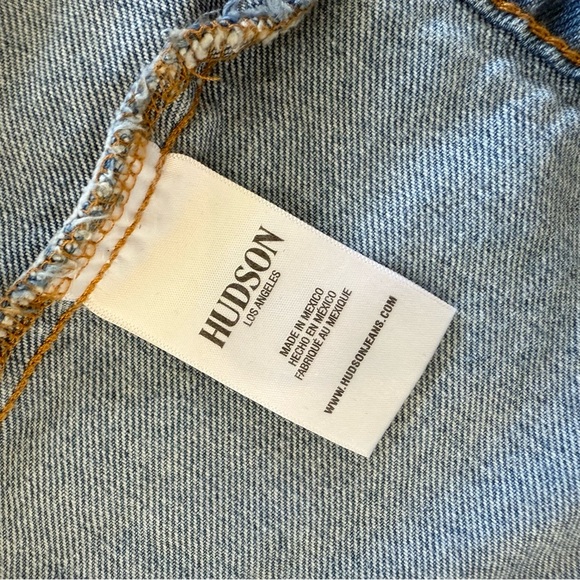 HUDSON
LOS ANGELES
MADE IN MEXICO
HECHO EN MÉXICO
FABRIQUÉ AU MEXIQUE
WWW.HUDSONJEANS.COM